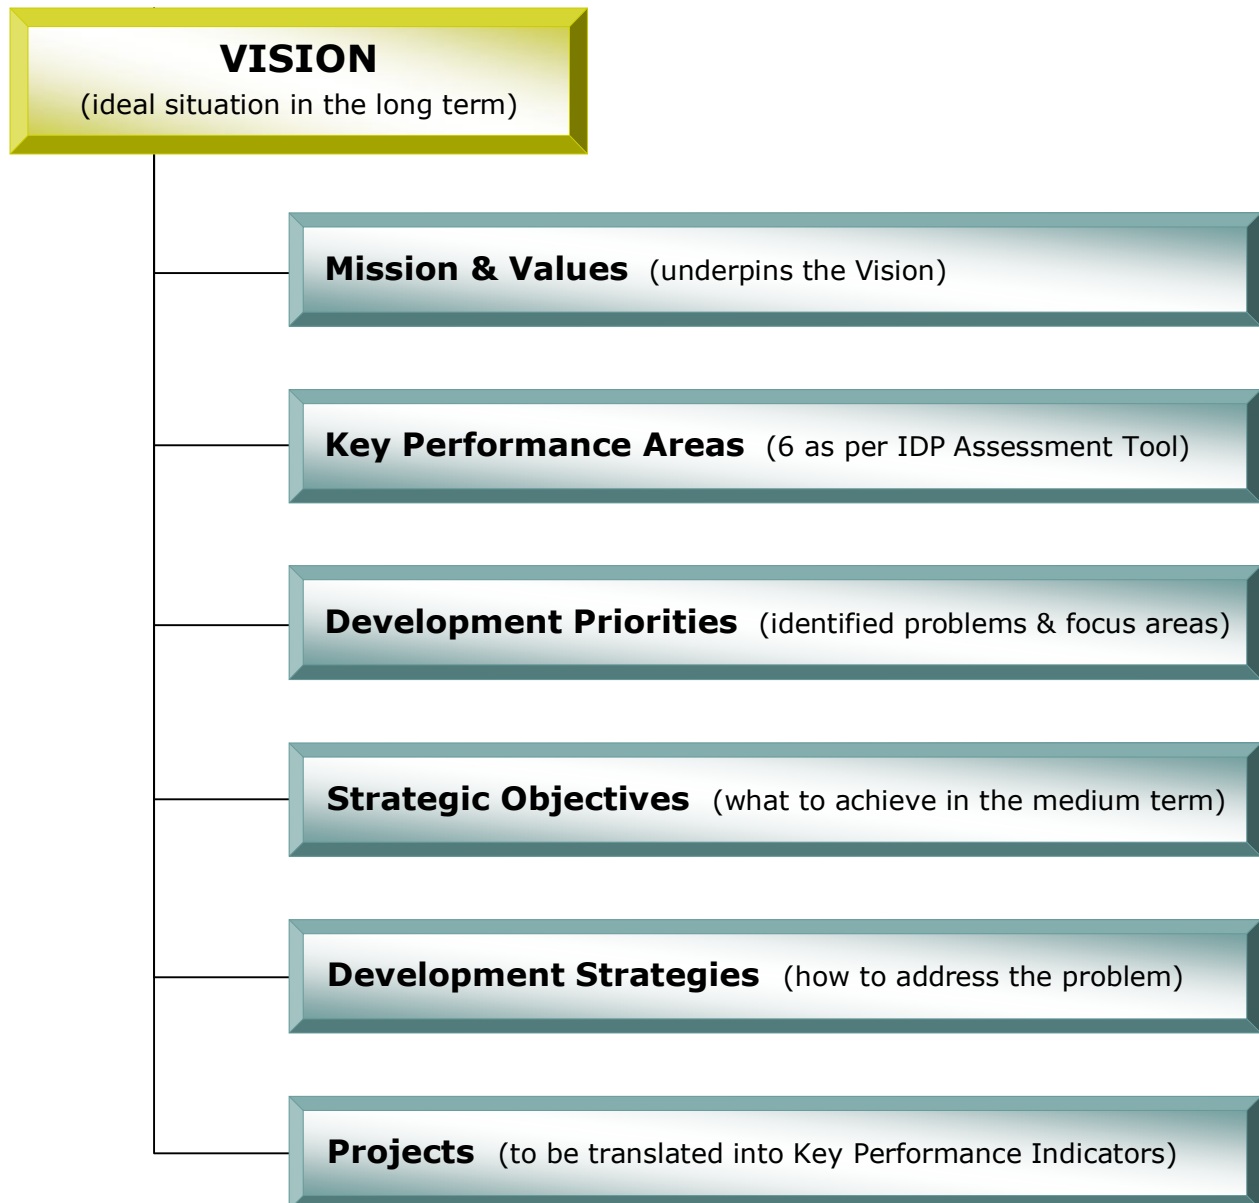 VISION
(ideal situation in the long term)
Mission & Values (underpins the Vision)
Key Performance Areas (6 as per IDP Assessment Tool)
Development Priorities (identified problems & focus areas)
Strategic Objectives (what to achieve in the medium term)
Development Strategies (how to address the problem)
Projects (to be translated into Key Performance Indicators)